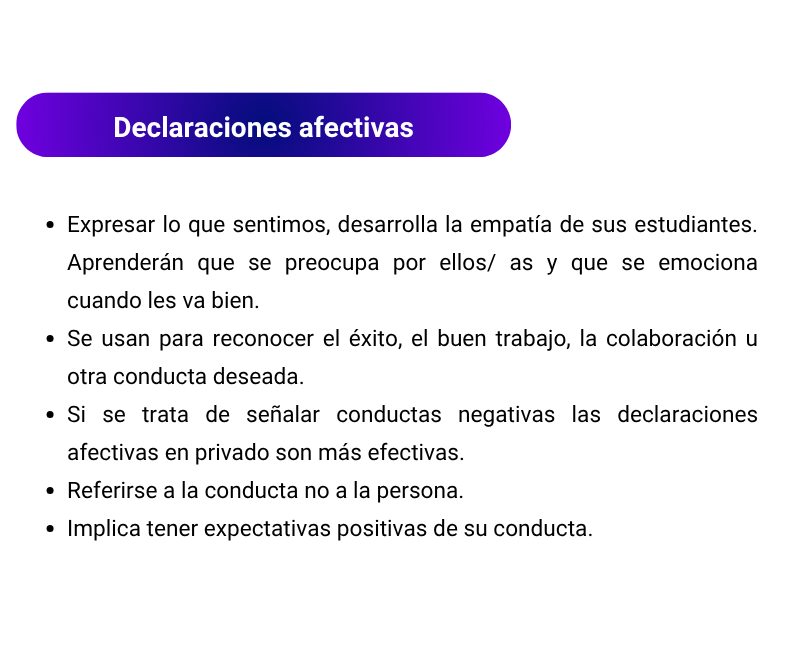 Declaraciones afectivas
• Expresar lo que sentimos, desarrolla la empatía de sus estudiantes.
Aprenderán que se preocupa por ellos/ as y que se emociona
cuando les va bien.
• Se usan para reconocer el éxito, el buen trabajo, la colaboración u
otra conducta deseada.
• Si se trata de señalar conductas negativas las declaraciones
afectivas en privado son más efectivas.
• Referirse a la conducta no a la persona.
• Implica tener expectativas positivas de su conducta.